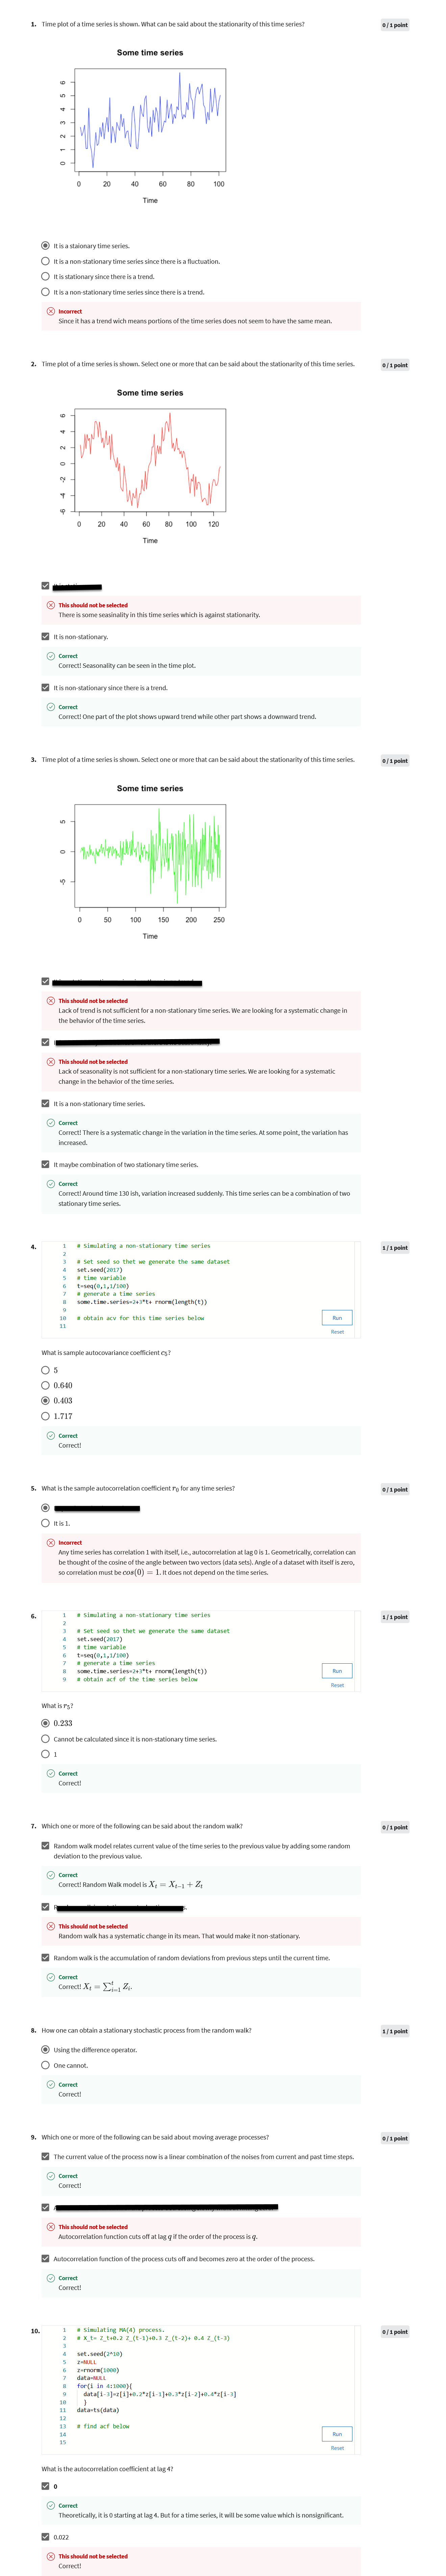 1. Time plot of a time series is shown. What can be said about the stationarity of this time series?
0 / 1 point
Some time series
0 1 2 3 4 5 6
0 20 40 60 80 100
Time
It is a staionary time series.
It is a non-stationary time series since there is a fluctuation.
It is stationary since there is a trend.
It is a non-stationary time series since there is a trend.
Incorrect
Since it has a trend wich means portions of the time series does not seem to have the same mean.
2. Time plot of a time series is shown. Select one or more that can be said about the stationarity of this time series.
0 / 1 point
Some time series
-6 -4 -2 0 2 4 6
0 20 40 60 80 100 120
Time
This should not be selected
There is some seasinality in this time series which is against stationarity.
It is non-stationary.
Correct
Correct! Seasonality can be seen in the time plot.
It is non-stationary since there is a trend.
Correct
Correct! One part of the plot shows upward trend while other part shows a downward trend.
3. Time plot of a time series is shown. Select one or more that can be said about the stationarity of this time series.
0 / 1 point
Some time series
-5 0 5
0 50 100 150 200 250
Time
This should not be selected
Lack of trend is not sufficient for a non-stationary time series. We are looking for a systematic change in
the behavior of the time series.
This should not be selected
Lack of seasonality is not sufficient for a non-stationary time series. We are looking for a systematic
change in the behavior of the time series.
It is a non-stationary time series.
Correct
Correct! There is a systematic change in the variation in the time series. At some point, the variation has
increased.
It maybe combination of two stationary time series.
Correct
Correct! Around time 130 ish, variation increased suddenly. This time series can be a combination of two
stationary time series.
4.
1 / 1 point
1 # Simulating a non-stationary time series
2
3 # Set seed so thet we generate the same dataset
4 set.seed(2017)
5 # time variable
6 t=seq(0,1,1/100)
7 # generate a time series
8 some.time.series=2+3*t+ rnorm(length(t))
9
10 # obtain acv for this time series below
11
Run
Reset
What is sample autocovariance coefficient c₅?
5
0.640
0.403
1.717
Correct
Correct!
5. What is the sample autocorrelation coefficient r₀ for any time series?
0 / 1 point
It is 1.
Incorrect
Any time series has correlation 1 with itself, i.e., autocorrelation at lag 0 is 1. Geometrically, correlation can
be thought of the cosine of the angle between two vectors (data sets). Angle of a dataset with itself is zero,
so correlation must be cos(0) = 1. It does not depend on the time series.
6.
1 / 1 point
1 # Simulating a non-stationary time series
2
3 # Set seed so thet we generate the same dataset
4 set.seed(2017)
5 # time variable
6 t=seq(0,1,1/100)
7 # generate a time series
8 some.time.series=2+3*t+ rnorm(length(t))
9 # obtain acf of the time series below
Run
Reset
What is r₅?
0.233
Cannot be calculated since it is non-stationary time series.
1
Correct
Correct!
7. Which one or more of the following can be said about the random walk?
0 / 1 point
Random walk model relates current value of the time series to the previous value by adding some random
deviation to the previous value.
Correct
Correct! Random Walk model is Xₜ = Xₜ₋₁ + Zₜ
This should not be selected
Random walk has a systematic change in its mean. That would make it non-stationary.
Random walk is the accumulation of random deviations from previous steps until the current time.
Correct
Correct! Xₜ = ∑ᵗᵢ₌₁ Zᵢ.
8. How one can obtain a stationary stochastic process from the random walk?
1 / 1 point
Using the difference operator.
One cannot.
Correct
Correct!
9. Which one or more of the following can be said about moving average processes?
0 / 1 point
The current value of the process now is a linear combination of the noises from current and past time steps.
Correct
Correct!
This should not be selected
Autocorrelation function cuts off at lag q if the order of the process is q.
Autocorrelation function of the process cuts off and becomes zero at the order of the process.
Correct
Correct!
10.
0 / 1 point
1 # Simulating MA(4) process.
2 # X_t= Z_t+0.2 Z_(t-1)+0.3 Z_(t-2)+ 0.4 Z_(t-3)
3
4 set.seed(2^10)
5 z=NULL
6 z=rnorm(1000)
7 data=NULL
8 for(i in 4:1000){
9 data[i-3]=z[i]+0.2*z[i-1]+0.3*z[i-2]+0.4*z[i-3]
10 }
11 data=ts(data)
12
13 # find acf below
14
15
Run
Reset
What is the autocorrelation coefficient at lag 4?
0
Correct
Theoretically, it is 0 starting at lag 4. But for a time series, it will be some value which is nonsignificant.
0.022
This should not be selected
Correct!